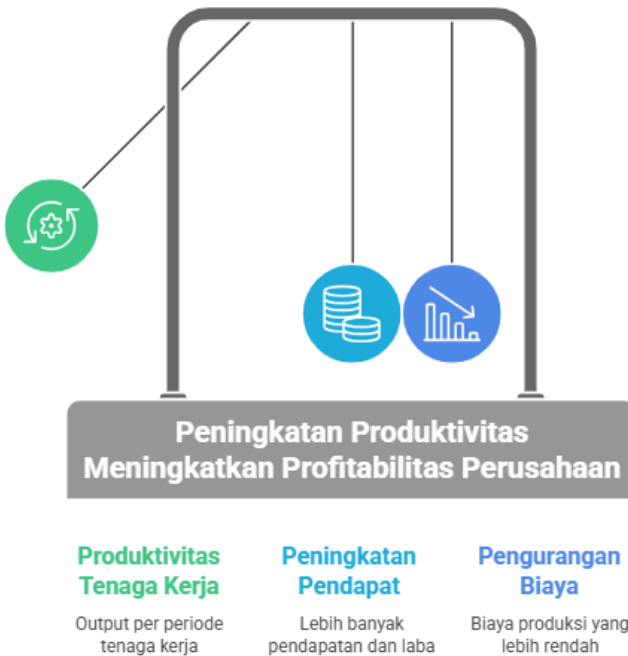 Peningkatan Produktivitas
Meningkatkan Profitabilitas Perusahaan
Produktivitas
Tenaga Kerja
Output per periode
tenaga kerja
Peningkatan
Pendapat
Lebih banyak
pendapatan dan laba
Pengurangan
Biaya
Biaya produksi yang
lebih rendah